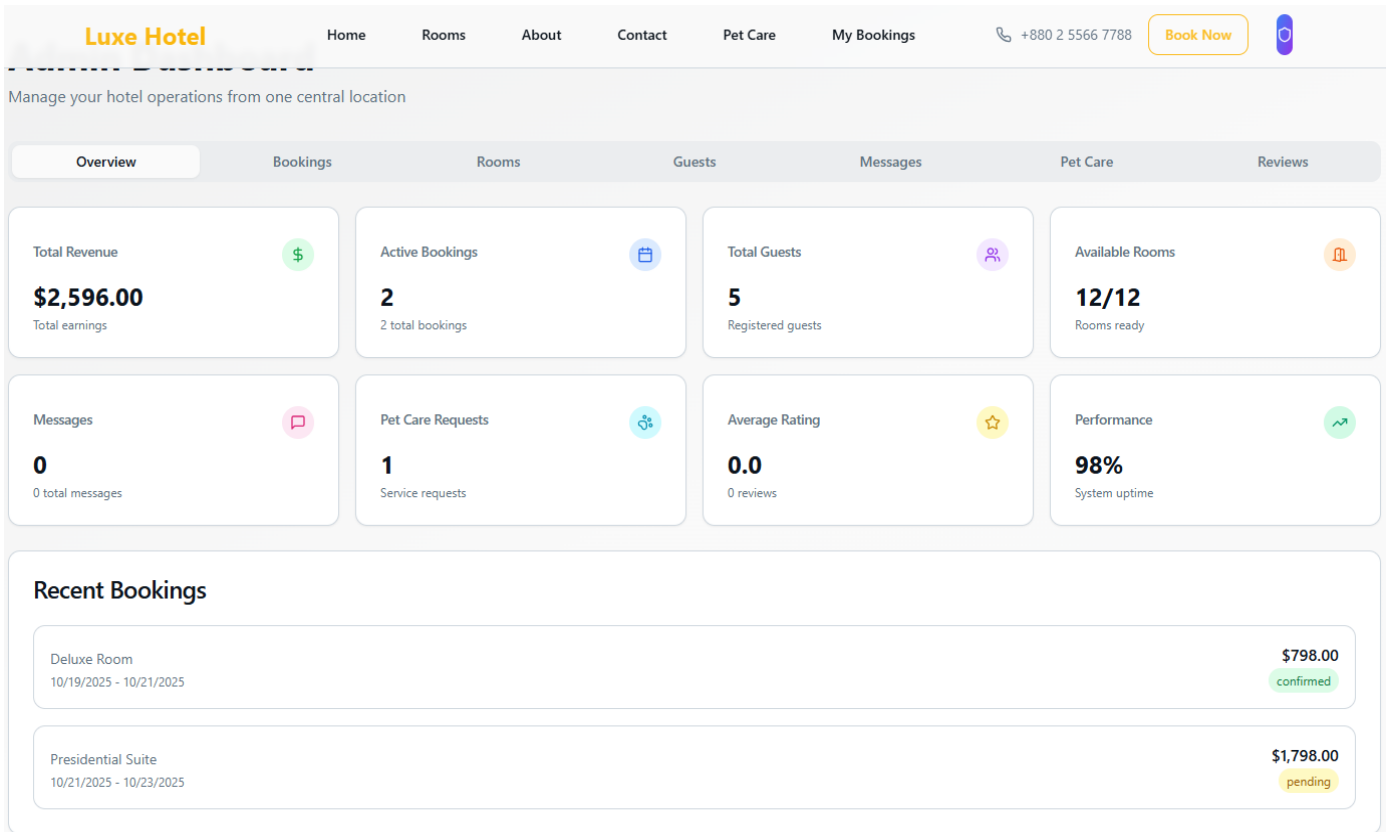 Luxe Hotel Home Rooms About Contact Pet Care My Bookings +880 2 5566 7788 Book Now
Admin Dashboard
Manage your hotel operations from one central location
Overview Bookings Rooms Guests Messages Pet Care Reviews
Total Revenue
$
$2,596.00
Total earnings
Active Bookings
2
2 total bookings
Total Guests
5
Registered guests
Available Rooms
12/12
Rooms ready
Messages
0
0 total messages
Pet Care Requests
1
Service requests
Average Rating
0.0
0 reviews
Performance
98%
System uptime
Recent Bookings
Deluxe Room
10/19/2025 - 10/21/2025
$798.00
confirmed
Presidential Suite
10/21/2025 - 10/23/2025
$1,798.00
pending